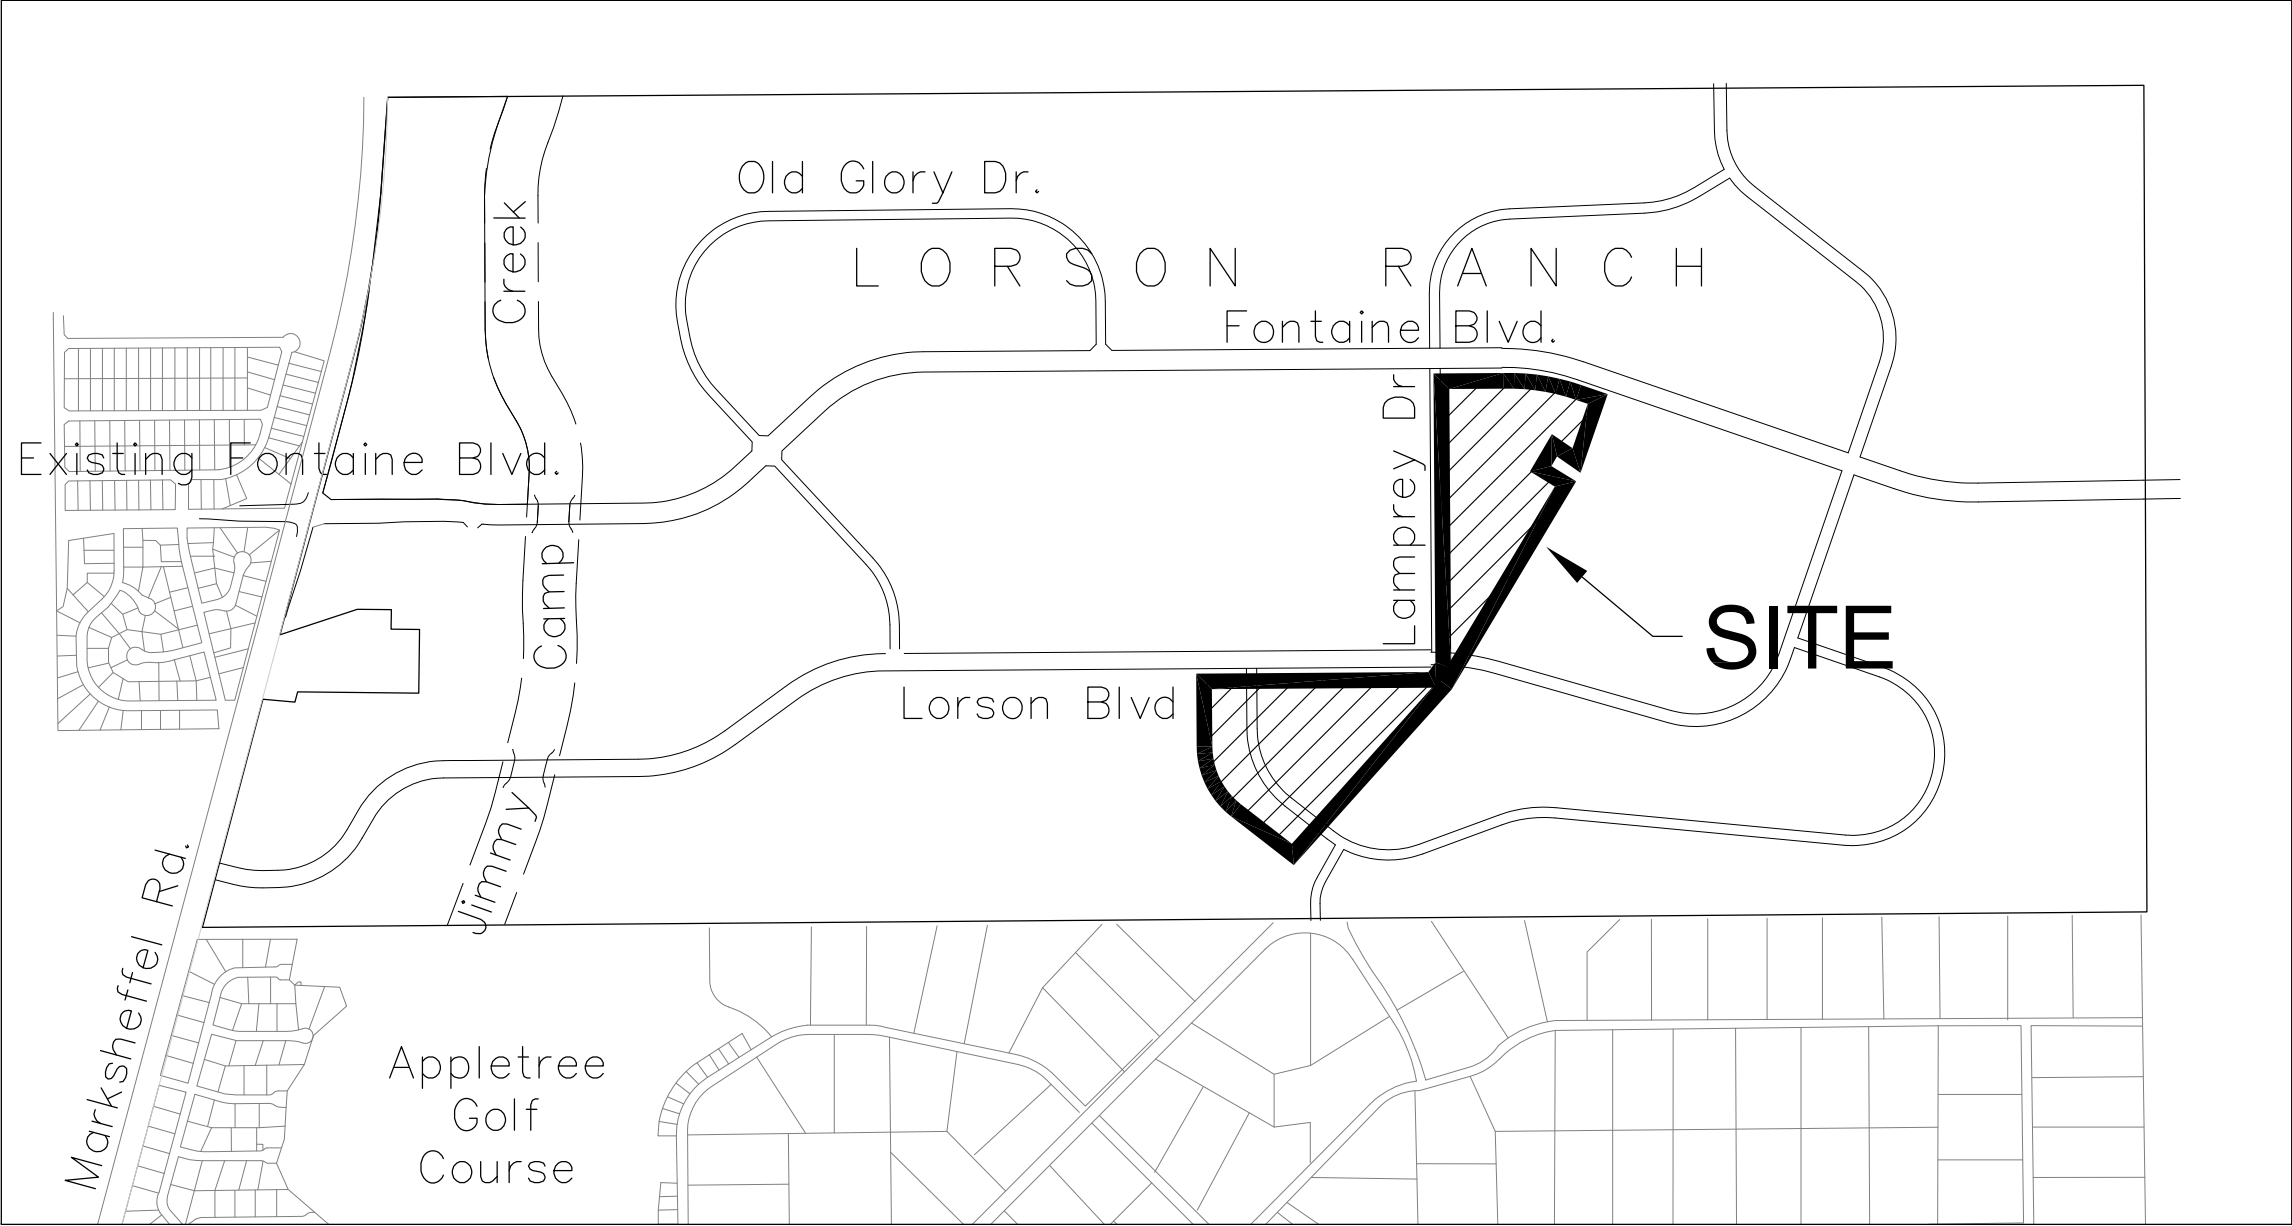 Old Glory Dr.
Creek
LORSON RANCH
Fontaine Blvd.
Lamprey Dr
Existing Fontaine Blvd.
Camp
SITE
Lorson Blvd
Jimmy
Marksheffel Rd.
Appletree
Golf
Course